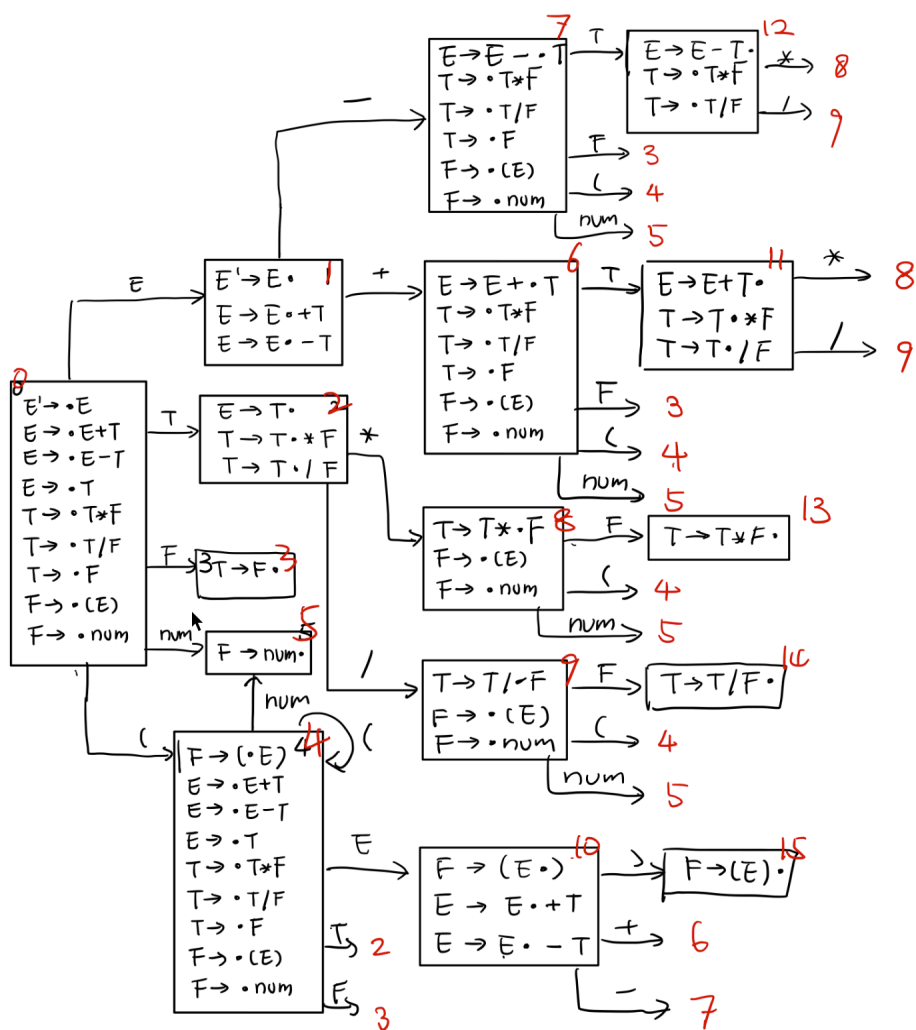 7
E→E-·T
T→·T*F
T→·T/F
T→·F
F→·(E)
F→·num
T
F
3
(
4
num
5
12
E→E-T·
T→·T*F
T→·T/F
*
8
/
9
-
E
1
E'→E·
E→E·+T
E→E·-T
+
6
E→E+·T
T→·T*F
T→·T/F
T→·F
F→·(E)
F→·num
T
F
3
(
4
num
5
11
E→E+T·
T→T·*F
T→T·/F
*
8
/
9
0
E'→·E
E→·E+T
E→·E-T
E→·T
T→·T*F
T→·T/F
T→·F
F→·(E)
F→·num
T
2
E→T·
T→T·*F
T→T·/F
*
/
F
3
3
T→F·
num
5
F→num·
num
(
8
T→T*·F
F→·(E)
F→·num
F
13
T→T*F·
(
4
num
5
9
T→T/·F
F→·(E)
F→·num
F
14
T→T/F·
(
4
num
5
4
4
(
F→(·E)
E→·E+T
E→·E-T
E→·T
T→·T*F
T→·T/F
T→·F
F→·(E)
F→·num
E
T
2
F
3
10
F→(E·)
E→E·+T
E→E·-T
)
15
F→(E)·
+
6
-
7